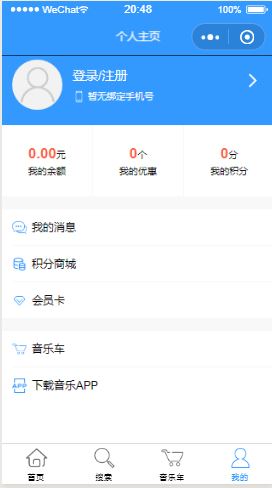 WeChat 20:48 100%
个人主页
登录/注册
暂无绑定手机号
0.00元 0个 0分
我的余额 我的优惠 我的积分
我的消息
积分商城
会员卡
音乐车
APP 下载音乐APP
首页 搜索 音乐车 我的